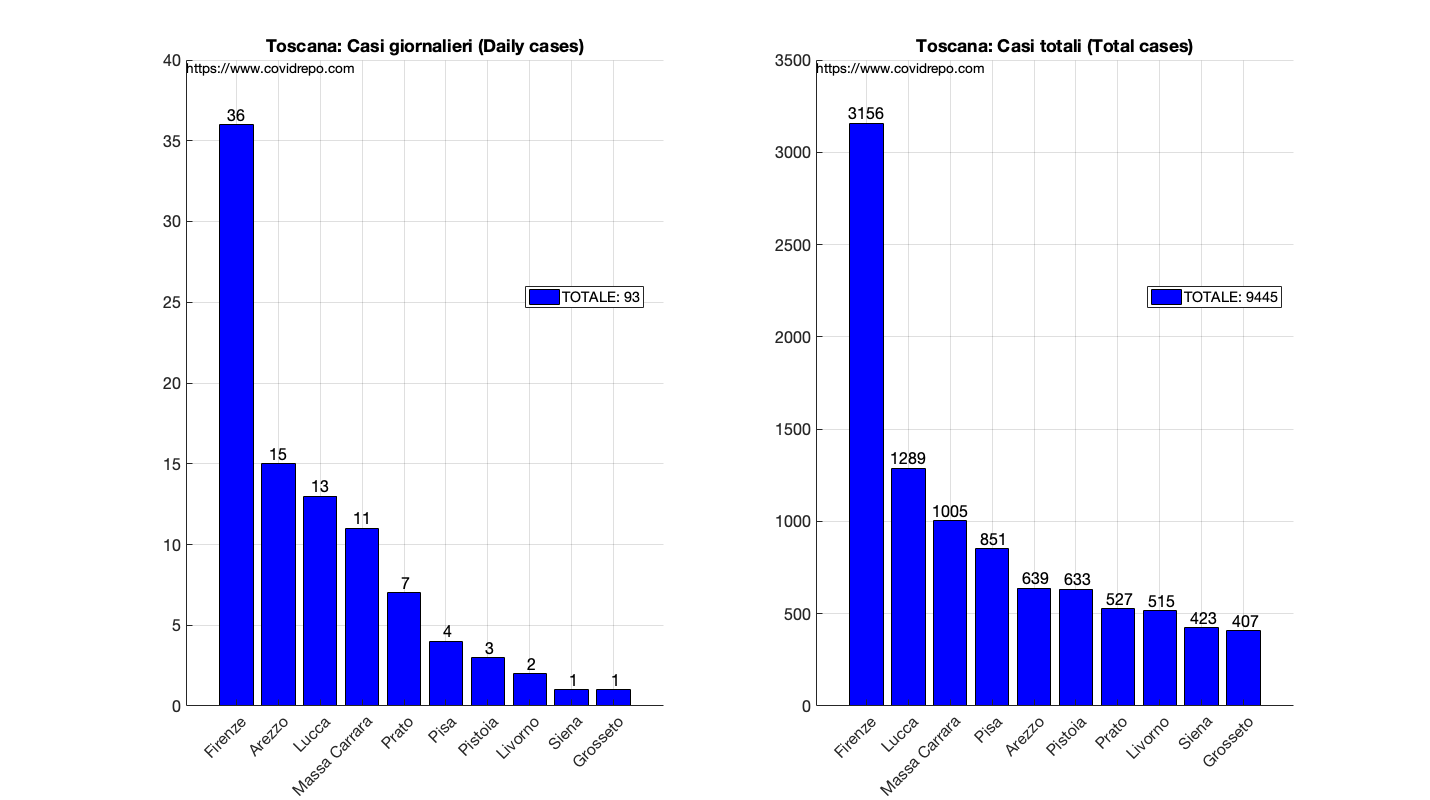 Toscana: Casi giornalieri (Daily cases)
https://www.covidrepo.com
40
35
30
25
20
15
10
5
0
36
15
13
11
7
4
3
2
1
1
TOTALE: 93
Firenze
Arezzo
Lucca
Massa Carrara
Prato
Pisa
Pistoia
Livorno
Siena
Grosseto
Toscana: Casi totali (Total cases)
https://www.covidrepo.com
3500
3000
2500
2000
1500
1000
500
0
3156
1289
1005
851
639
633
527
515
423
407
TOTALE: 9445
Firenze
Lucca
Massa Carrara
Pisa
Arezzo
Pistoia
Prato
Livorno
Siena
Grosseto